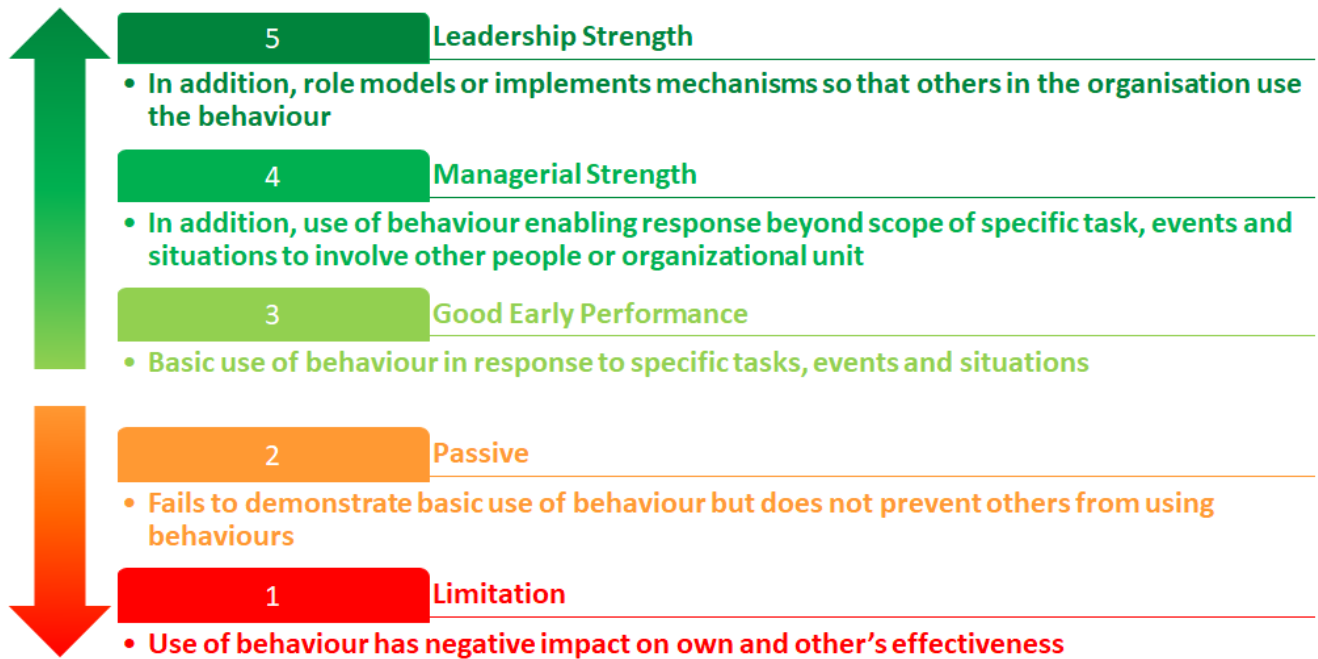 5
Leadership Strength
• In addition, role models or implements mechanisms so that others in the organisation use
the behaviour
4
Managerial Strength
• In addition, use of behaviour enabling response beyond scope of specific task, events and
situations to involve other people or organizational unit
3
Good Early Performance
• Basic use of behaviour in response to specific tasks, events and situations
2
Passive
• Fails to demonstrate basic use of behaviour but does not prevent others from using
behaviours
1
Limitation
• Use of behaviour has negative impact on own and other's effectiveness